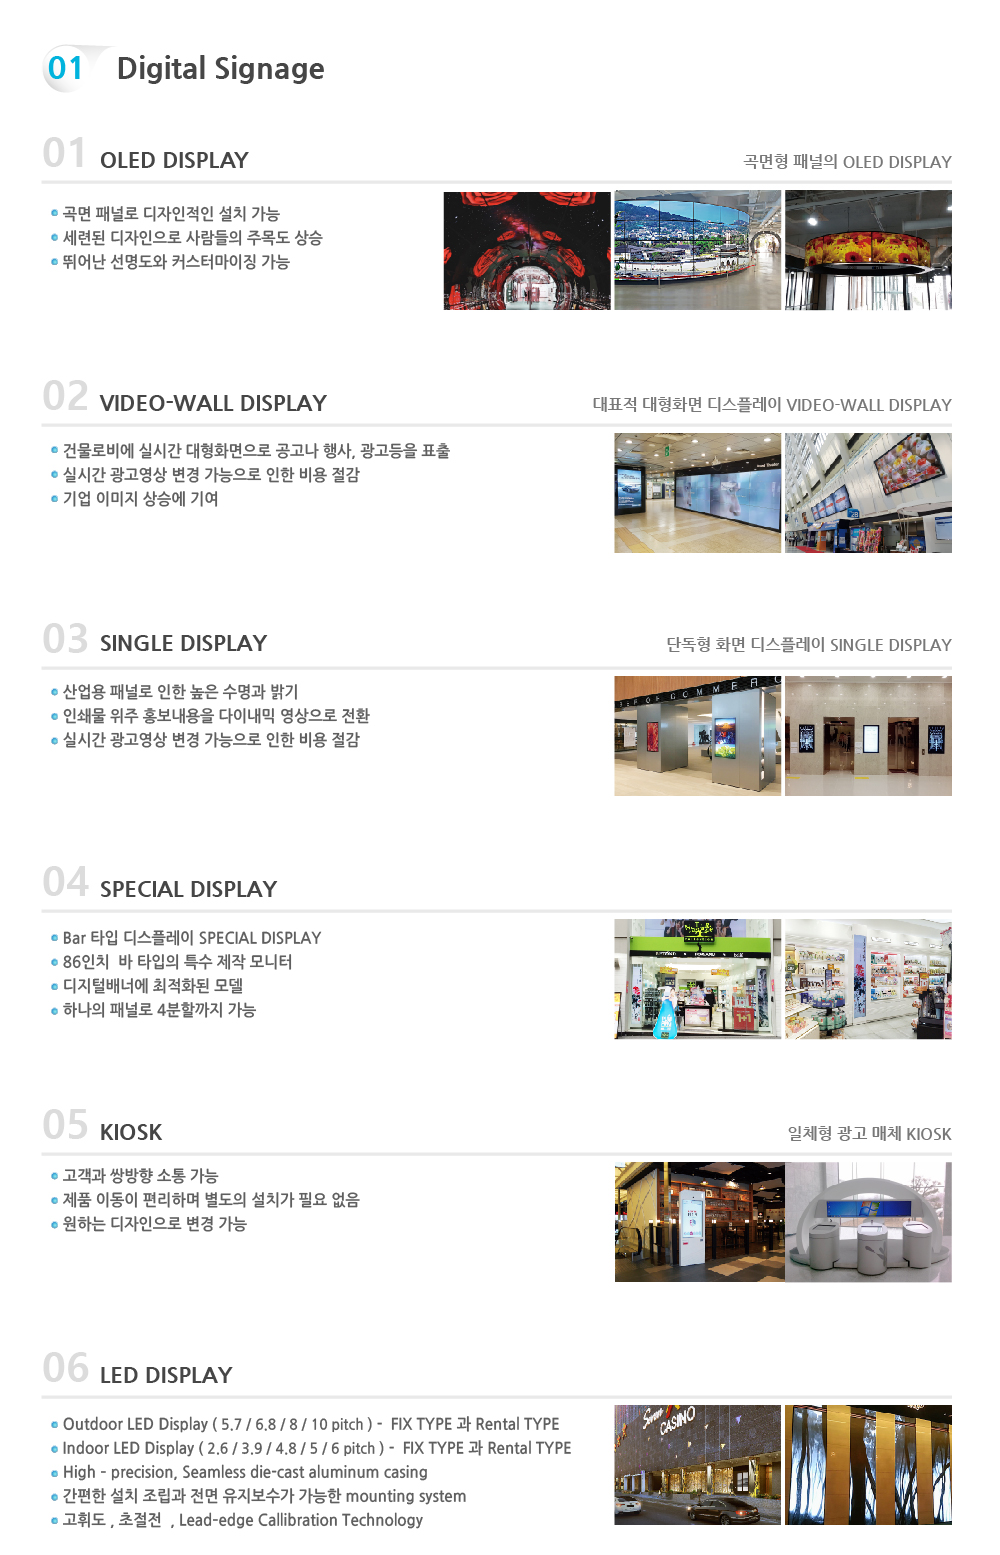 01 Digital Signage
01 OLED DISPLAY
곡면형 패널의 OLED DISPLAY
곡면 패널로 디자인적인 설치 가능
세련된 디자인으로 사람들의 주목도 상승
뛰어난 선명도와 커스터마이징 가능
02 VIDEO-WALL DISPLAY
대표적 대형화면 디스플레이 VIDEO-WALL DISPLAY
건물로비에 실시간 대형화면으로 공고나 행사, 광고등을 표출
실시간 광고영상 변경 가능으로 인한 비용 절감
기업 이미지 상승에 기여
03 SINGLE DISPLAY
단독형 화면 디스플레이 SINGLE DISPLAY
산업용 패널로 인한 높은 수명과 밝기
인쇄물 위주 홍보내용을 다이내믹 영상으로 전환
실시간 광고영상 변경 가능으로 인한 비용 절감
COMMERC
04 SPECIAL DISPLAY
Bar 타입 디스플레이 SPECIAL DISPLAY
86인치 바 타입의 특수 제작 모니터
디지털배너에 최적화된 모델
하나의 패널로 4분할까지 가능
1+1
05 KIOSK
일체형 광고 매체 KIOSK
고객과 쌍방향 소통 가능
제품 이동이 편리하며 별도의 설치가 필요 없음
원하는 디자인으로 변경 가능
06 LED DISPLAY
Outdoor LED Display ( 5.7 / 6.8 / 8 / 10 pitch ) - FIX TYPE 과 Rental TYPE
Indoor LED Display ( 2.6 / 3.9 / 4.8 / 5 / 6 pitch ) - FIX TYPE 과 Rental TYPE
High - precision, Seamless die-cast aluminum casing
간편한 설치 조립과 전면 유지보수가 가능한 mounting system
고휘도 , 초절전 , Lead-edge Callibration Technology
Seven
CASINO